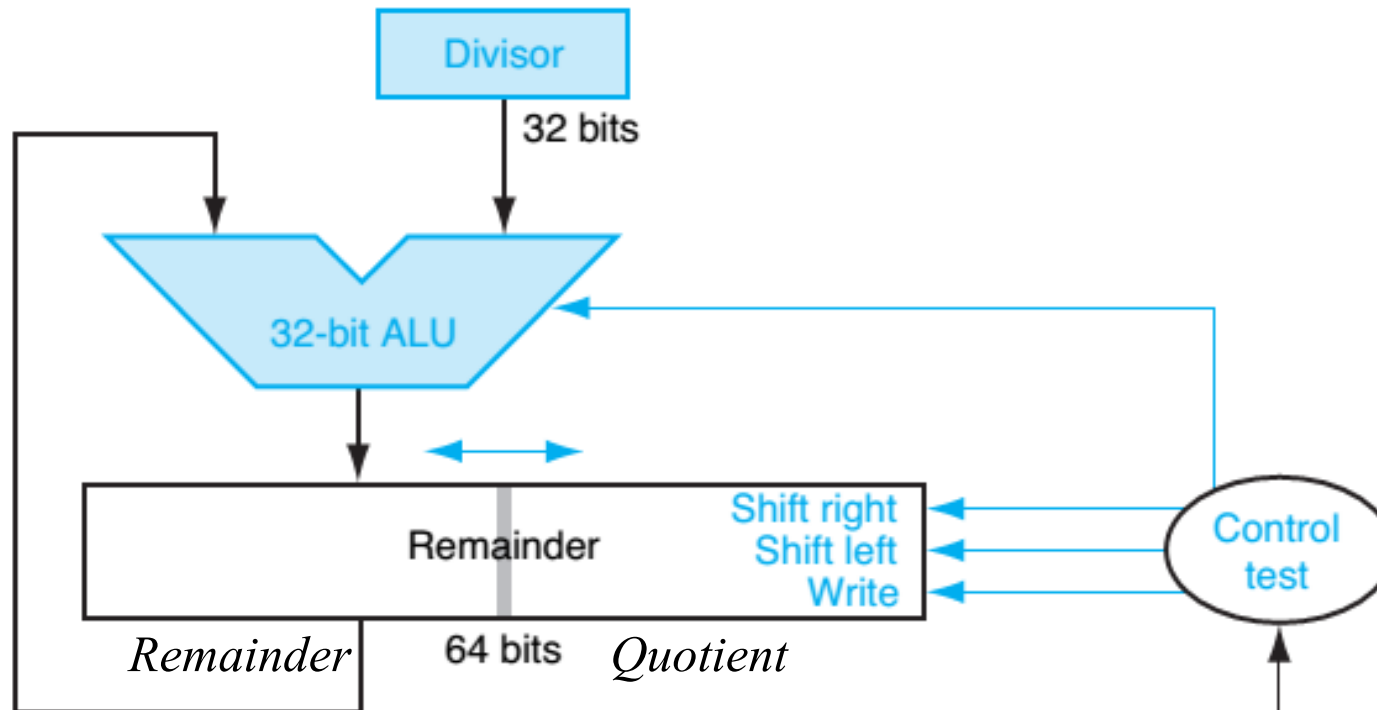 Divisor
32 bits
32-bit ALU
Remainder
Shift right
Shift left
Write
Control
test
Remainder
64 bits
Quotient